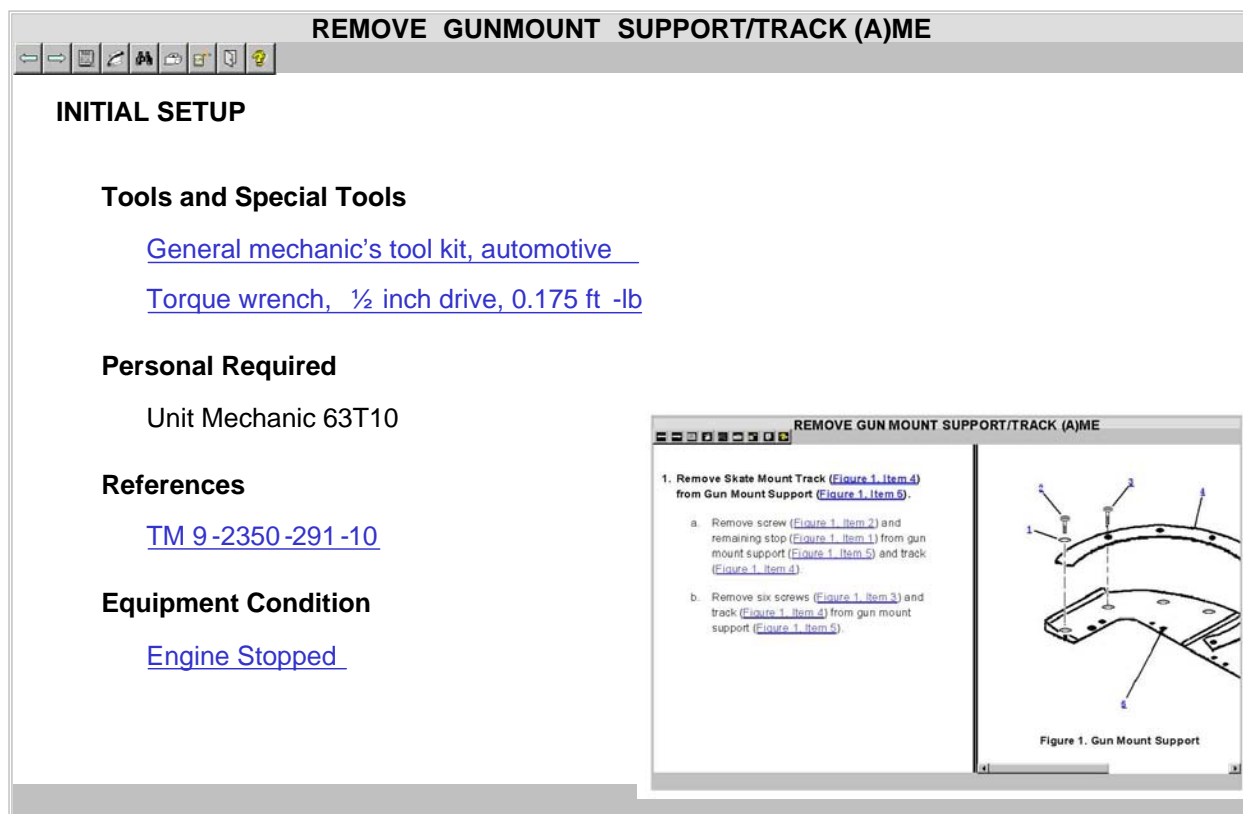 REMOVE GUNMOUNT SUPPORT/TRACK (A)ME
INITIAL SETUP
Tools and Special Tools
General mechanic's tool kit, automotive
Torque wrench, ½ inch drive, 0.175 ft -lb
Personal Required
Unit Mechanic 63T10
References
TM 9 -2350 -291 -10
Equipment Condition
Engine Stopped
REMOVE GUN MOUNT SUPPORT/TRACK (A)ME
1. Remove Skate Mount Track (Figure 1, Item 4)
from Gun Mount Support (Figure 1, Item 5).
a. Remove screw (Figure 1, Item 2) and
remaining stop (Figure 1, Item 1) from gun
mount support (Figure 1, Item 5) and track
(Figure 1, Item 4).
b. Remove six screws (Figure 1, Item 3) and
track (Figure 1, Item 4) from gun mount
support (Figure 1, Item 5).
2
3
4
1
5
Figure 1. Gun Mount Support